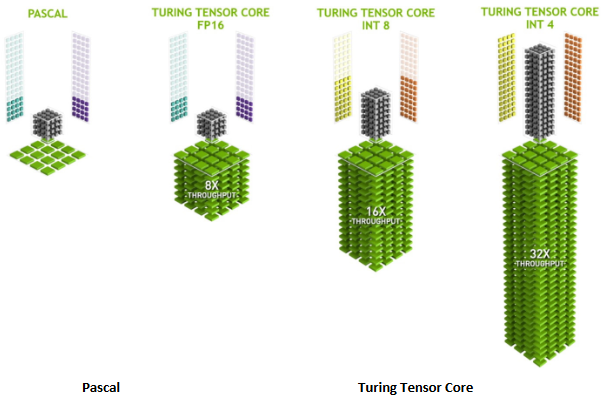 PASCAL
TURING TENSOR CORE
FP16
TURING TENSOR CORE
INT 8
TURING TENSOR CORE
INT 4
8X
THROUGHPUT
16X
THROUGHPUT
32X
THROUGHPUT
Pascal
Turing Tensor Core